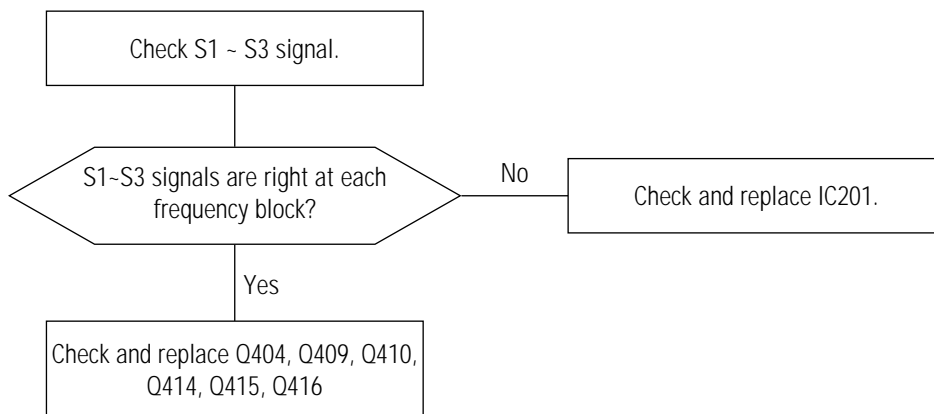 Check S1 ~ S3 signal.
S1~S3 signals are right at each
frequency block?
No
Check and replace IC201.
Yes
Check and replace Q404, Q409, Q410,
Q414, Q415, Q416